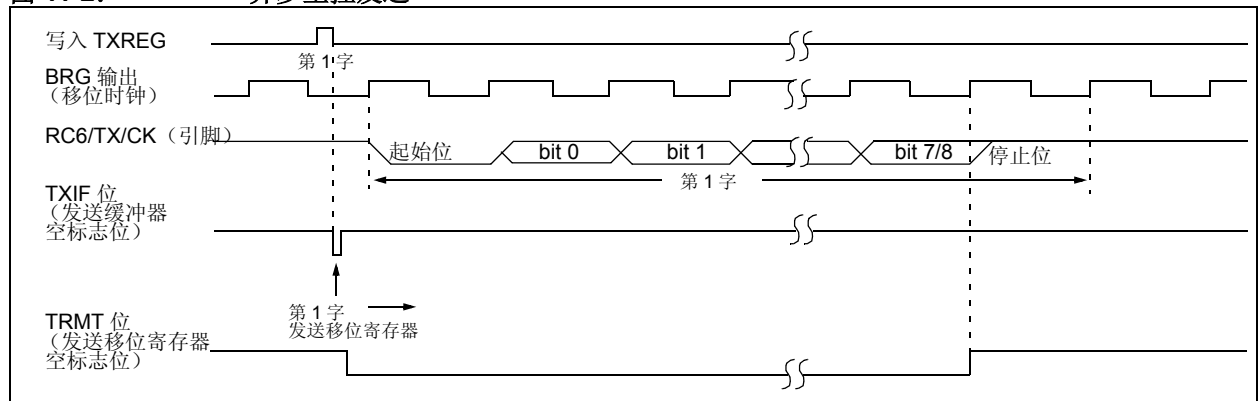 写入 TXREG
第 1 字
BRG 输出
（移位时钟）
RC6/TX/CK（引脚）
起始位
bit 0
bit 1
bit 7/8
停止位
第 1 字
TXIF 位
（发送缓冲器
空标志位）
第 1 字
发送移位寄存器
TRMT 位
（发送移位寄存器
空标志位）